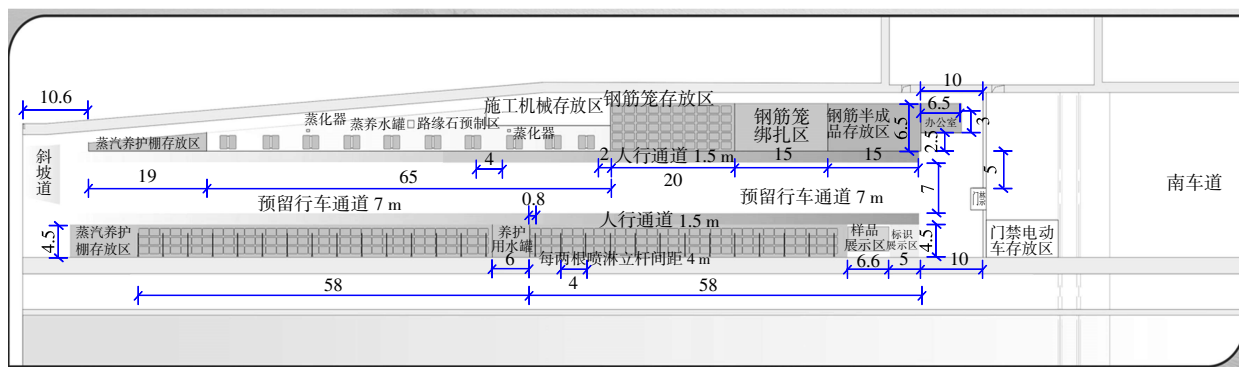 10
10.6
6.5
施工机械存放区
钢筋笼存放区
蒸化器
蒸养水罐
路缘石预制区
蒸化器
钢筋笼
绑扎区
钢筋半成
品存放区
6.5
办公室
3
2.5
蒸汽养护棚存放区
斜
坡
道
4
2
人行通道 1.5 m
15
15
5
19
65
20
7
南车道
预留行车通道 7 m
0.8
预留行车通道 7 m
门禁
人行通道 1.5 m
4.5
蒸汽养护
棚存放区
养护
用水罐
样品
展示区
标识
展示区
4.5
门禁电动
车存放区
6
每两根喷淋立杆间距 4 m
6.6
5
10
58
4
58